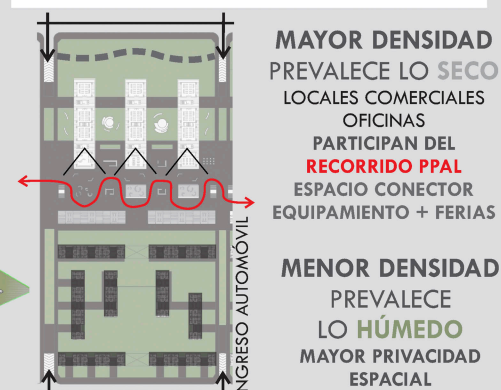 MAYOR DENSIDAD
PREVALECE LO SECO
LOCALES COMERCIALES
OFICINAS
PARTICIPAN DEL
RECORRIDO PPAL
ESPACIO CONECTOR
EQUIPAMIENTO + FERIAS
MENOR DENSIDAD
PREVALECE
LO HÚMEDO
MAYOR PRIVACIDAD
ESPACIAL
NGRESO AUTOMÓVIL